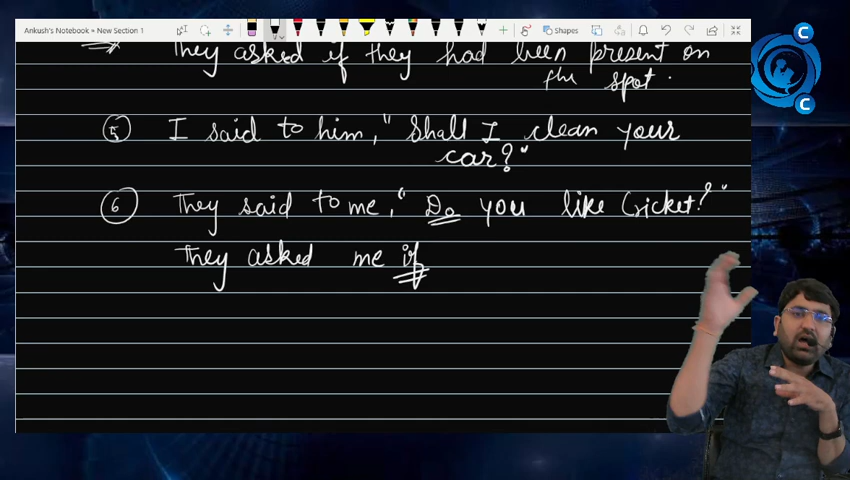 Ankush's Notebook » New Section 1
Shapes
They asked if they had been present on
the spot.
5 I said to him, "Shall I clean your
car?"
6 They said to me, "Do you like Cricket?"
They asked me if
C
C